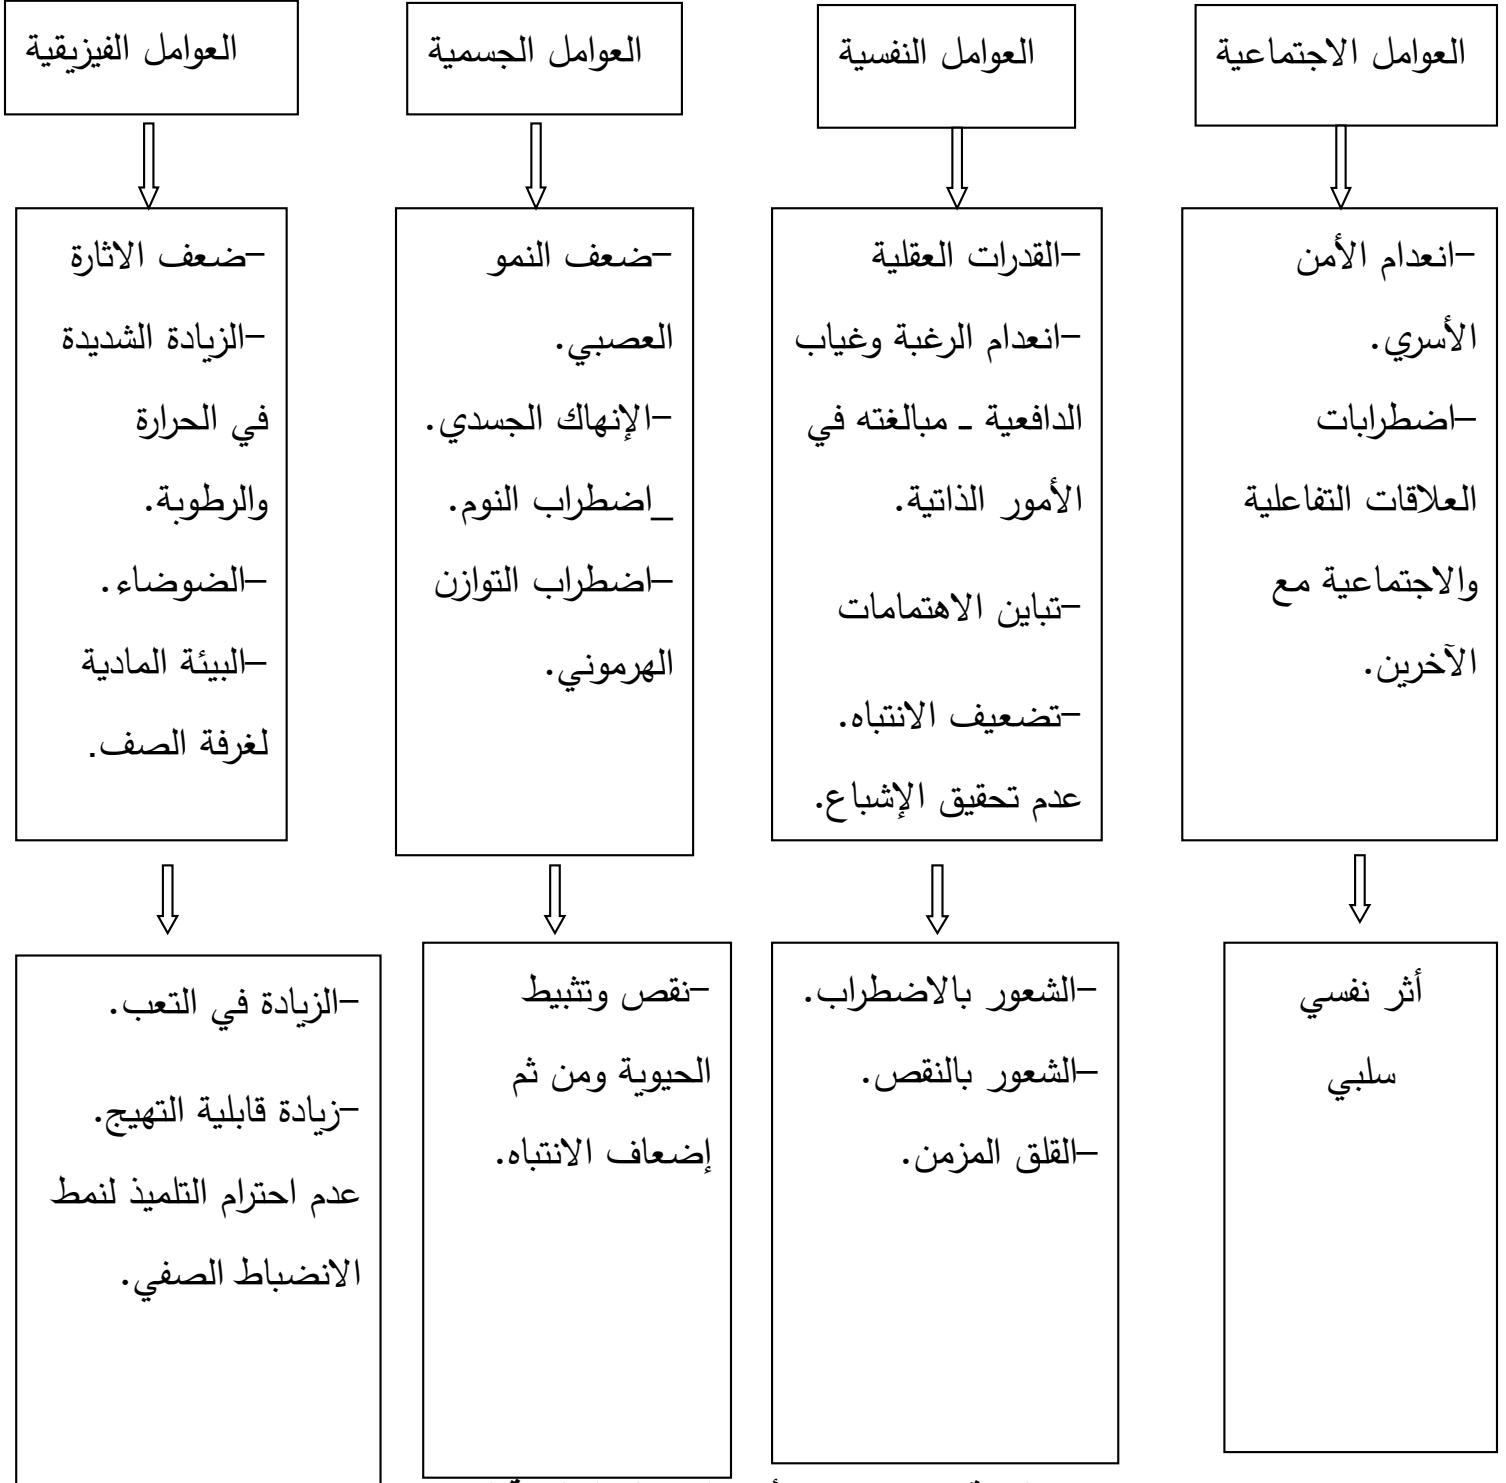 العوامل الاجتماعية
العوامل النفسية
العوامل الجسمية
العوامل الفيزيقية
-انعدام الأمن
الأسري.
-اضطرابات
العلاقات التفاعلية
والاجتماعية مع
الآخرين.
-القدرات العقلية
-انعدام الرغبة وغياب
الدافعية ـ مبالغته في
الأمور الذاتية.
-تباين الاهتمامات
-تضعيف الانتباه.
عدم تحقيق الإشباع.
-ضعف النمو
العصبي.
-الإنهاك الجسدي.
_اضطراب النوم.
-اضطراب التوازن
الهرموني.
-ضعف الاثارة
-الزيادة الشديدة
في الحرارة
والرطوبة.
-الضوضاء.
-البيئة المادية
لغرفة الصف.
أثر نفسي
سلبي
-الشعور بالاضطراب.
-الشعور بالنقص.
-القلق المزمن.
-نقص وتثبيط
الحيوية ومن ثم
إضعاف الانتباه.
-الزيادة في التعب.
-زيادة قابلية التهيج.
عدم احترام التلميذ لنمط
الانضباط الصفي.